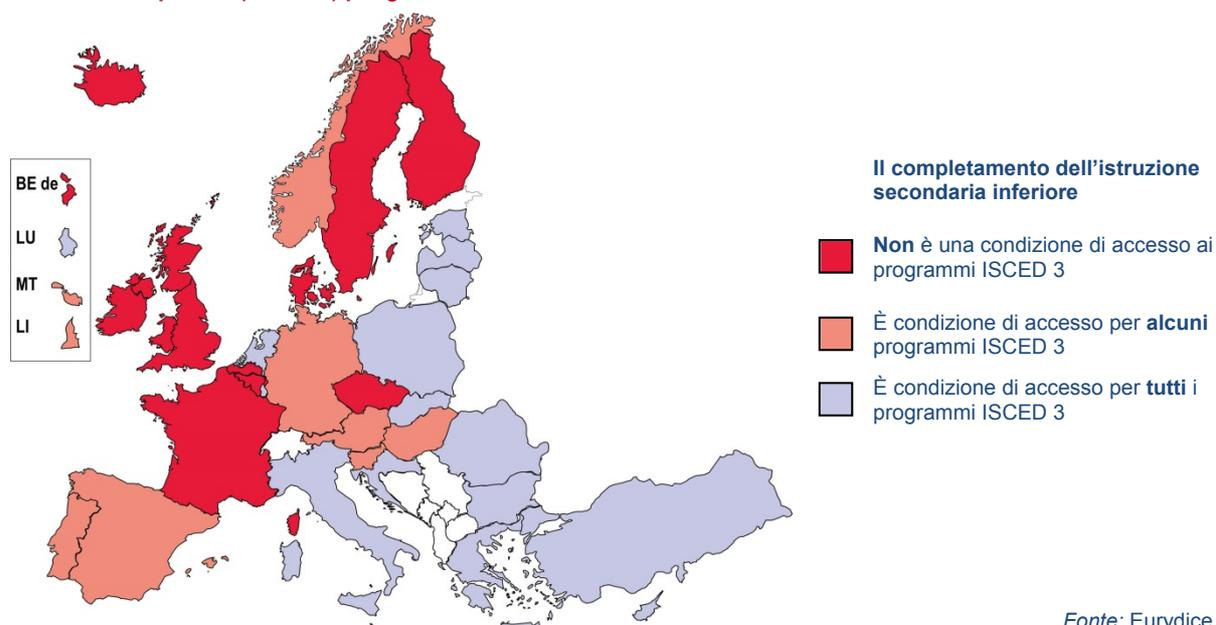 BE de
LU
MT
LI
Il completamento dell’istruzione
secondaria inferiore
Non è una condizione di accesso ai
programmi ISCED 3
È condizione di accesso per alcuni
programmi ISCED 3
È condizione di accesso per tutti i
programmi ISCED 3
Fonte: Eurydice